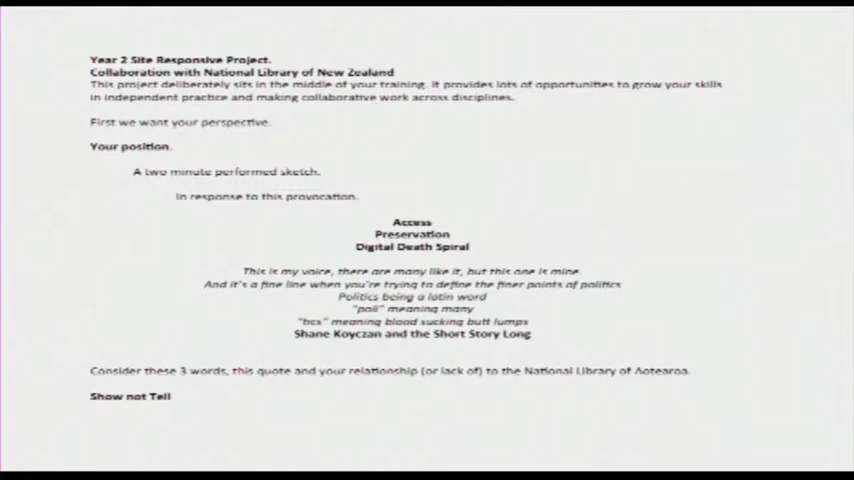 Year 2 Site Responsive Project.
Collaboration with National Library of New Zealand
This project deliberately sits in the middle of your training. It provides lots of opportunities to grow your skills
in independent practice and making collaborative work across disciplines.
First we want your perspective.
Your position.
A two minute performed sketch.
In response to this provocation.
Access
Preservation
Digital Death Spiral
This is my voice, there are many like it, but this one is mine.
And it's a fine line when you're trying to define the finer points of politics
Politics being a latin word
"poli" meaning many
"tics" meaning blood sucking butt lumps
Shane Koyczan and the Short Story Long
Consider these 3 words, this quote and your relationship (or lack of) to the National Library of Aotearoa.
Show not Tell